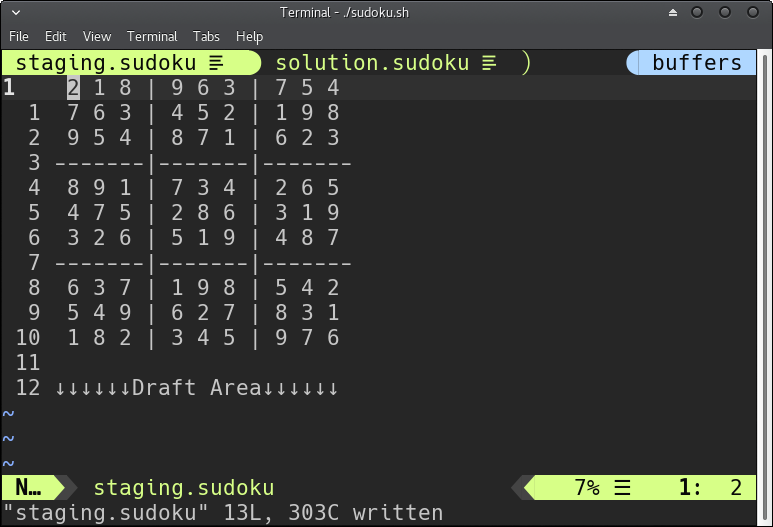 Terminal - ./sudoku.sh
File Edit View Terminal Tabs Help
staging.sudoku solution.sudoku buffers
1 2 1 8 | 9 6 3 | 7 5 4
1 7 6 3 | 4 5 2 | 1 9 8
2 9 5 4 | 8 7 1 | 6 2 3
3 -------|-------|-------
4 8 9 1 | 7 3 4 | 2 6 5
5 4 7 5 | 2 8 6 | 3 1 9
6 3 2 6 | 5 1 9 | 4 8 7
7 -------|-------|-------
8 6 3 7 | 1 9 8 | 5 4 2
9 5 4 9 | 6 2 7 | 8 3 1
10 1 8 2 | 3 4 5 | 9 7 6
11
12 ↓↓↓↓↓↓Draft Area↓↓↓↓↓↓
~
~
~
N… staging.sudoku 7% ☰ 1: 2
"staging.sudoku" 13L, 303C written